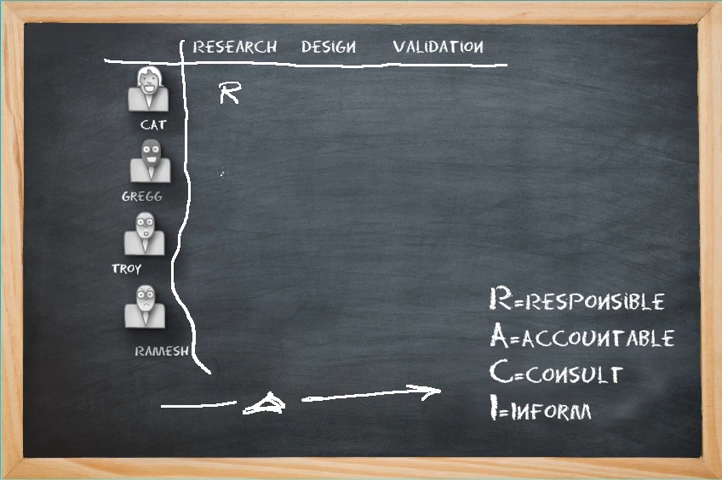 RESEARCH DESIGN VALIDATION
R
CAT
GREGG
TROY
RAMESH
R=RESPONSIBLE
A=ACCOUNTABLE
C=CONSULT
I=INFORM
A